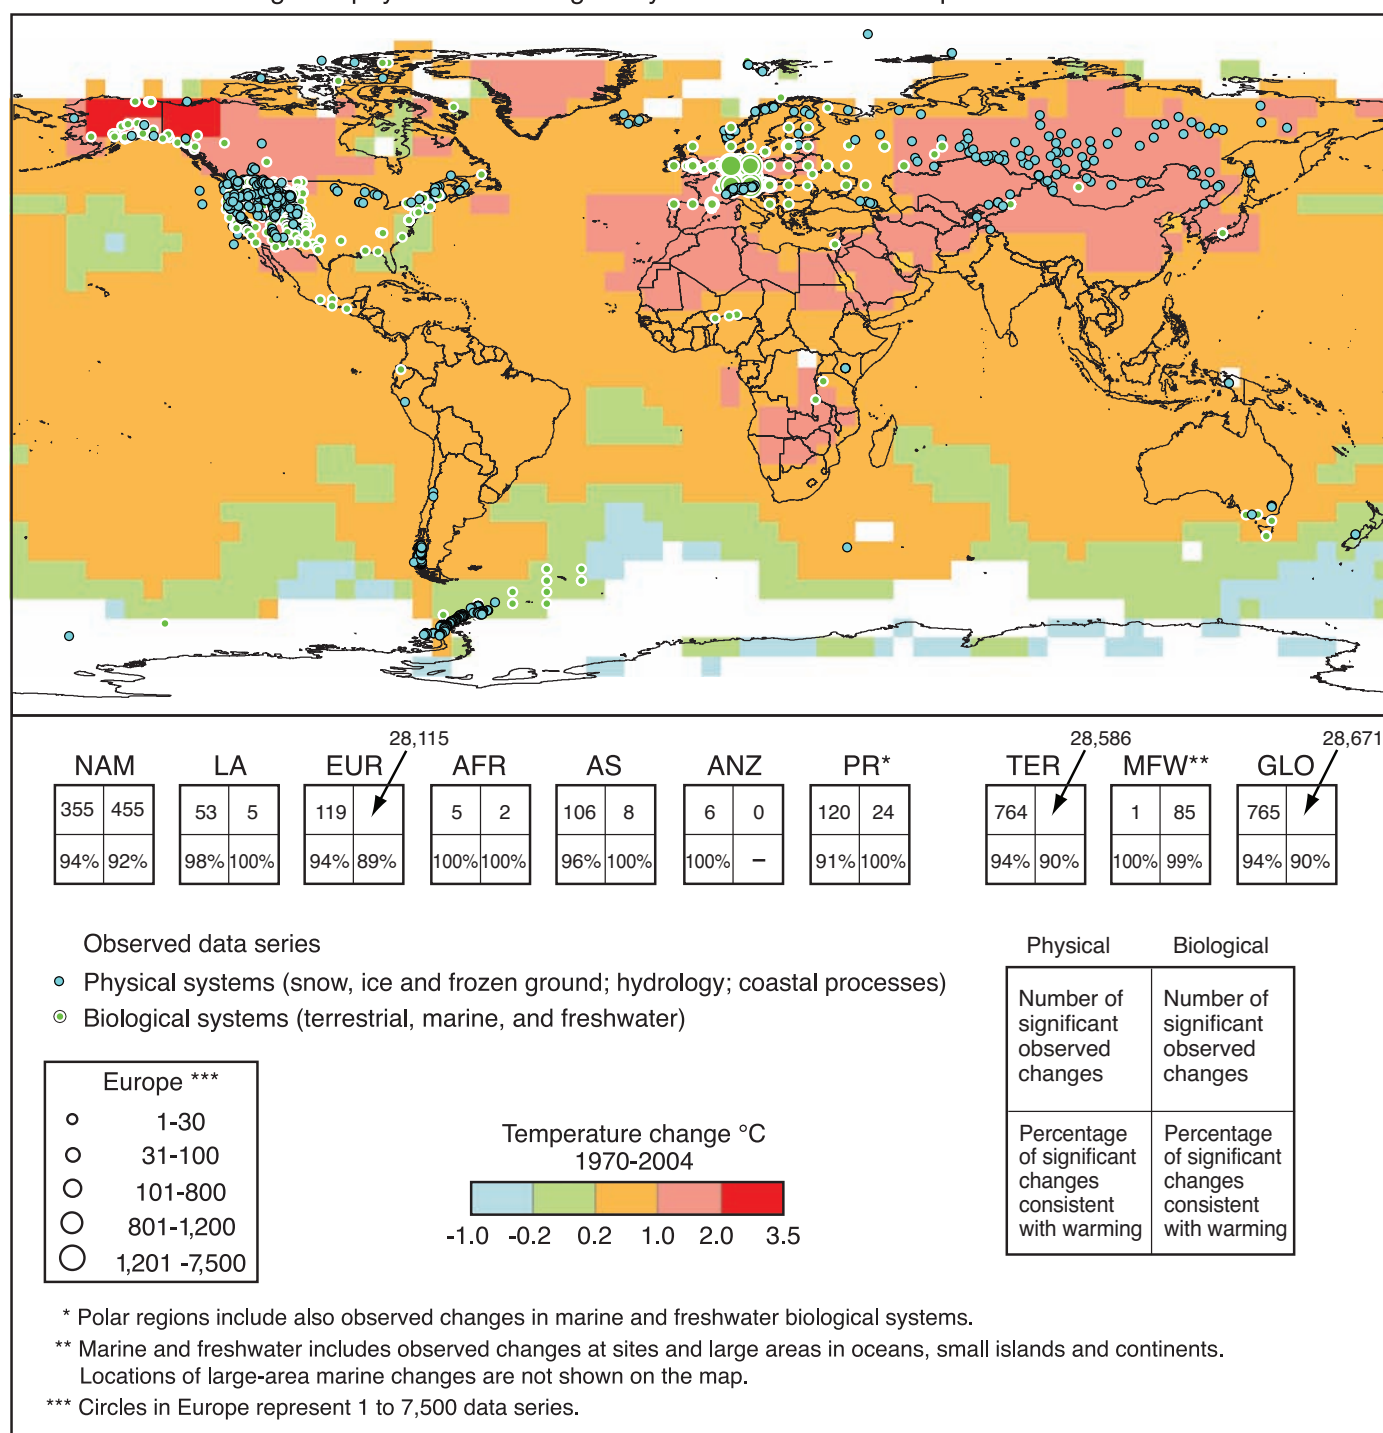 28,115
28,586
28,671
NAM LA EUR AFR AS ANZ PR* TER MFW** GLO
355 455 53 5 119 5 2 106 8 6 0 120 24 764 1 85 765
94% 92% 98% 100% 94% 89% 100% 100% 96% 100% 100% – 91% 100% 94% 90% 100% 99% 94% 90%
Observed data series
Physical systems (snow, ice and frozen ground; hydrology; coastal processes)
Biological systems (terrestrial, marine, and freshwater)
Europe ***
1-30
31-100
101-800
801-1,200
1,201 -7,500
Temperature change °C
1970-2004
-1.0 -0.2 0.2 1.0 2.0 3.5
Physical Biological
Number of
significant
observed
changes
Number of
significant
observed
changes
Percentage
of significant
changes
consistent
with warming
Percentage
of significant
changes
consistent
with warming
* Polar regions include also observed changes in marine and freshwater biological systems.
** Marine and freshwater includes observed changes at sites and large areas in oceans, small islands and continents.
Locations of large-area marine changes are not shown on the map.
*** Circles in Europe represent 1 to 7,500 data series.